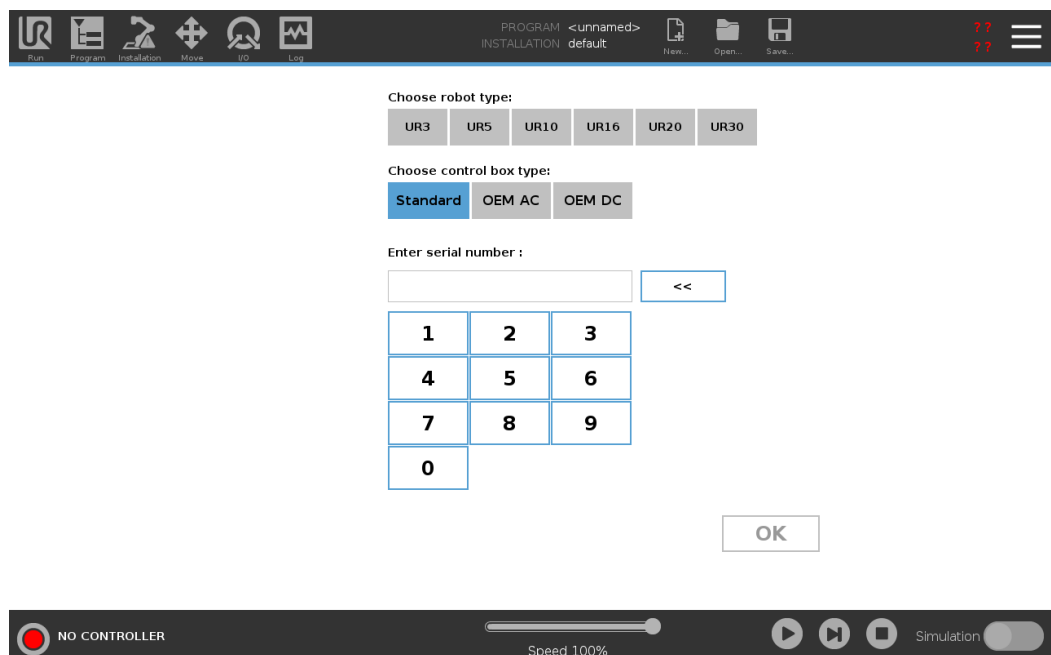 PROGRAM <unnamed>
INSTALLATION default
Run Program Installation Move I/O Log New... Open... Save...
? ?
? ?
Choose robot type:
UR3 UR5 UR10 UR16 UR20 UR30
Choose control box type:
Standard OEM AC OEM DC
Enter serial number :
<<
1 2 3
4 5 6
7 8 9
0
OK
NO CONTROLLER
Speed 100%
Simulation